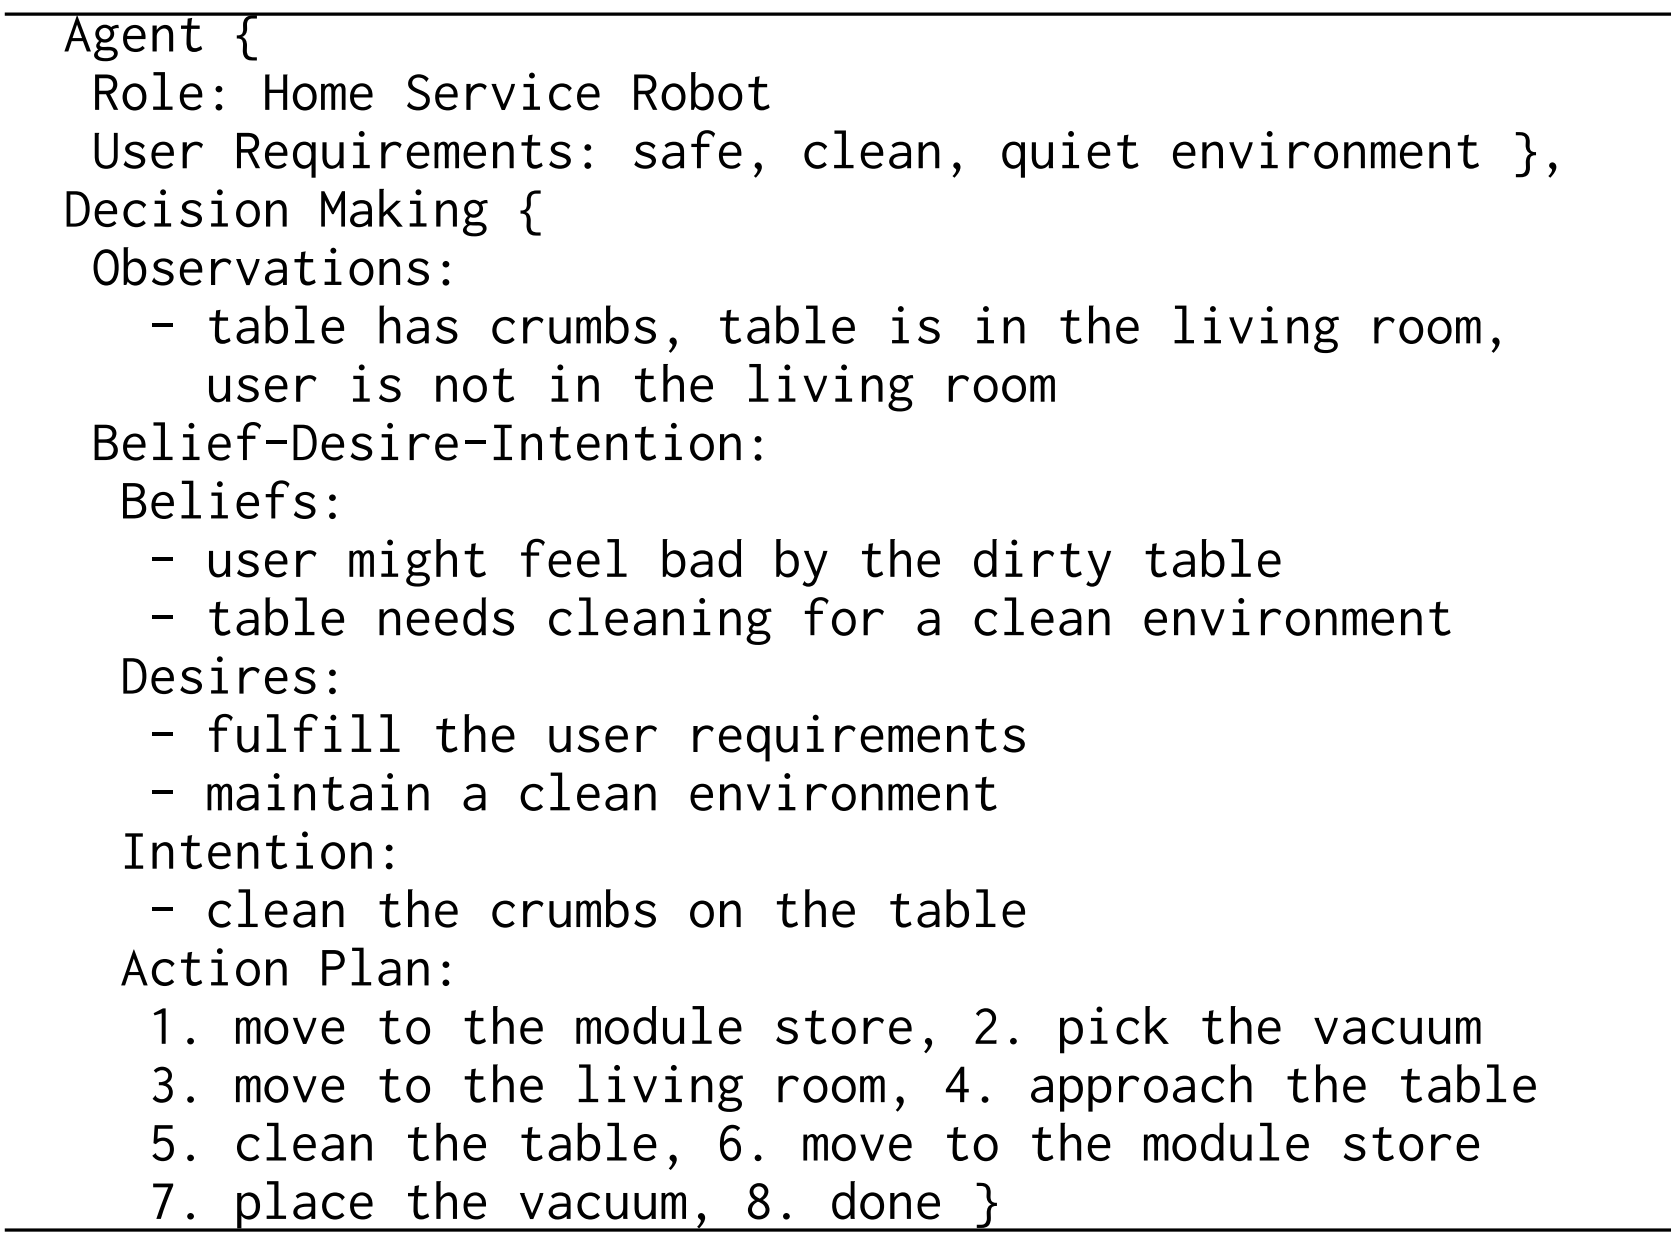 Agent {
Role: Home Service Robot
User Requirements: safe, clean, quiet environment },
Decision Making {
Observations:
- table has crumbs, table is in the living room,
user is not in the living room
Belief-Desire-Intention:
Beliefs:
- user might feel bad by the dirty table
- table needs cleaning for a clean environment
Desires:
- fulfill the user requirements
- maintain a clean environment
Intention:
- clean the crumbs on the table
Action Plan:
1. move to the module store, 2. pick the vacuum
3. move to the living room, 4. approach the table
5. clean the table, 6. move to the module store
7. place the vacuum, 8. done }